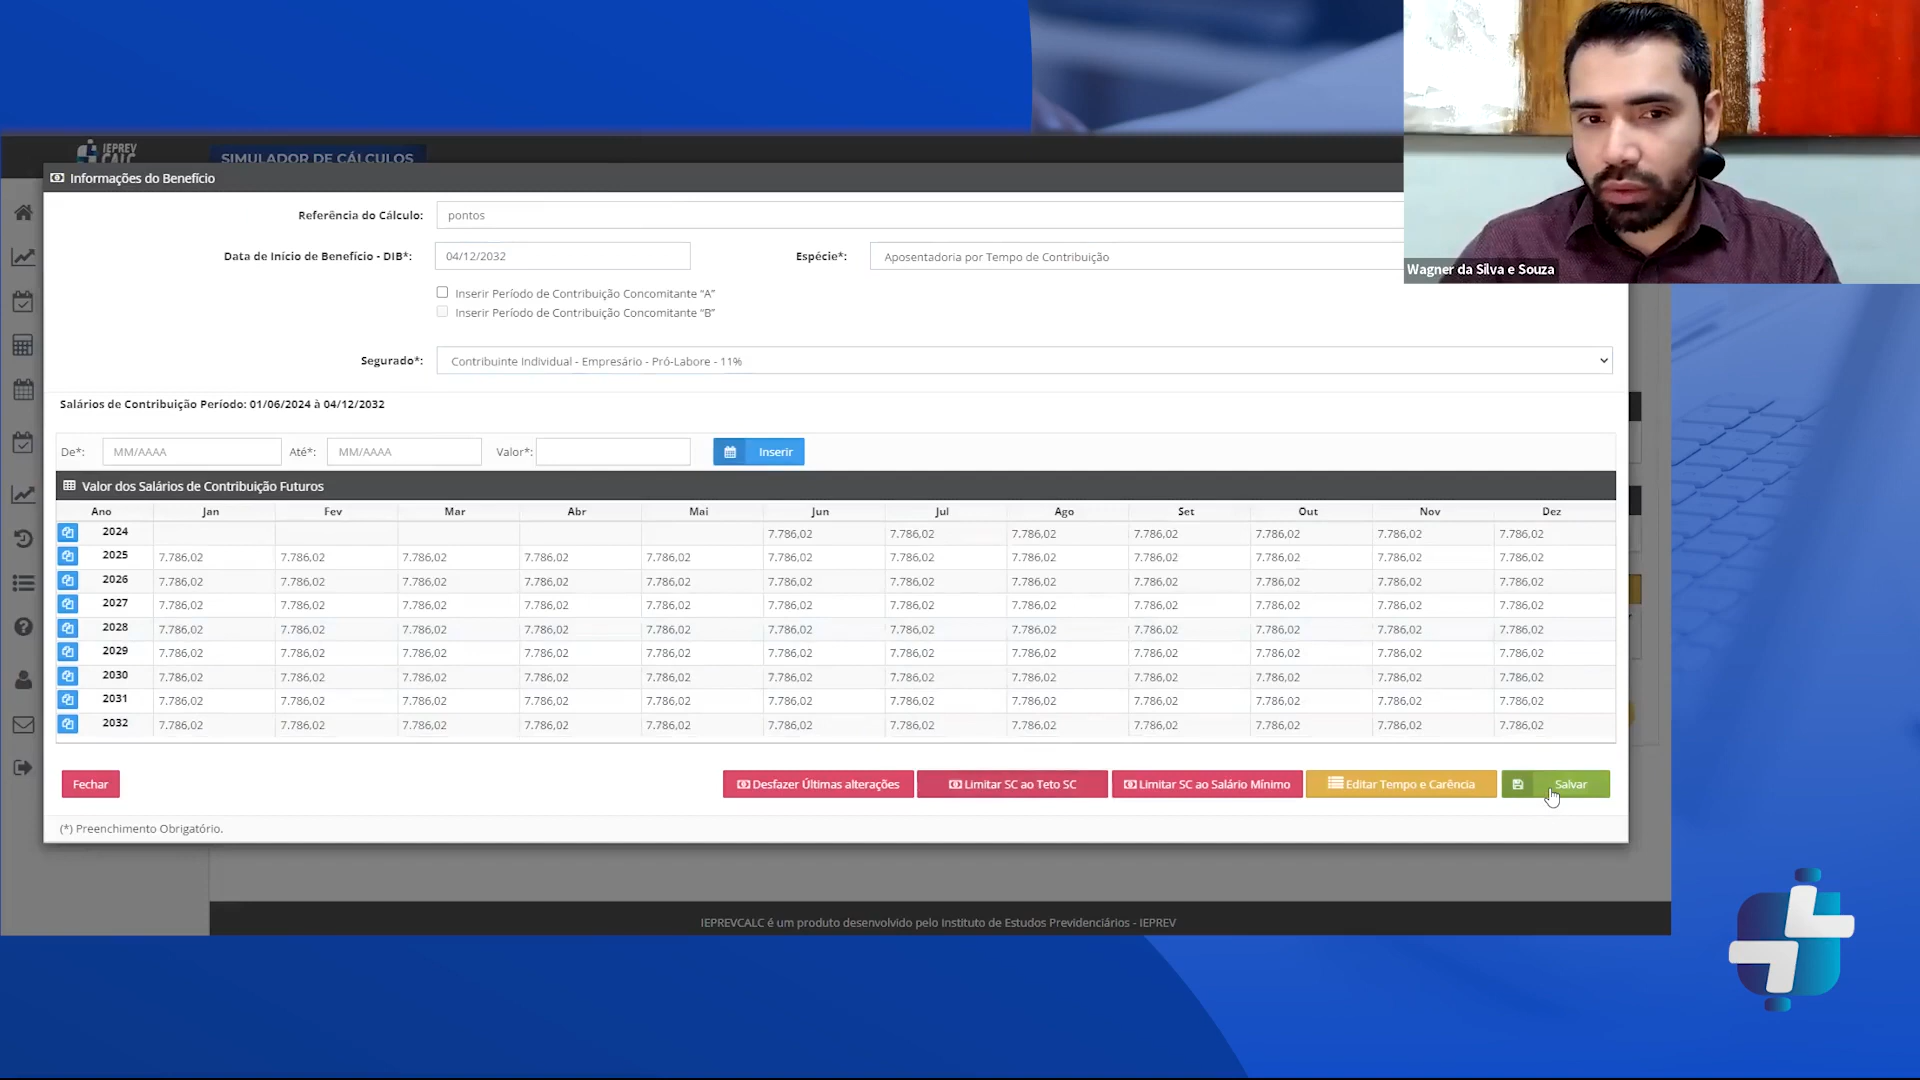 IEPREV
CALC
SIMULADOR DE CÁLCULOS
Informações do Benefício
Referência do Cálculo: pontos
Data de Início de Benefício - DIB*: 04/12/2032 Espécie*: Aposentadoria por Tempo de Contribuição
Inserir Período de Contribuição Concomitante “A”
Inserir Período de Contribuição Concomitante “B”
Segurado*: Contribuinte Individual - Empresário - Pró-Labore - 11%
Wagner da Silva e Souza
Salários de Contribuição Período: 01/06/2024 à 04/12/2032
De*: MM/AAAA Até*: MM/AAAA Valor*: Inserir
Valor dos Salários de Contribuição Futuros
Ano Jan Fev Mar Abr Mai Jun Jul Ago Set Out Nov Dez
2024 7.786,02 7.786,02 7.786,02 7.786,02 7.786,02 7.786,02 7.786,02
2025 7.786,02 7.786,02 7.786,02 7.786,02 7.786,02 7.786,02 7.786,02 7.786,02 7.786,02 7.786,02 7.786,02 7.786,02
2026 7.786,02 7.786,02 7.786,02 7.786,02 7.786,02 7.786,02 7.786,02 7.786,02 7.786,02 7.786,02 7.786,02 7.786,02
2027 7.786,02 7.786,02 7.786,02 7.786,02 7.786,02 7.786,02 7.786,02 7.786,02 7.786,02 7.786,02 7.786,02 7.786,02
2028 7.786,02 7.786,02 7.786,02 7.786,02 7.786,02 7.786,02 7.786,02 7.786,02 7.786,02 7.786,02 7.786,02 7.786,02
2029 7.786,02 7.786,02 7.786,02 7.786,02 7.786,02 7.786,02 7.786,02 7.786,02 7.786,02 7.786,02 7.786,02 7.786,02
2030 7.786,02 7.786,02 7.786,02 7.786,02 7.786,02 7.786,02 7.786,02 7.786,02 7.786,02 7.786,02 7.786,02 7.786,02
2031 7.786,02 7.786,02 7.786,02 7.786,02 7.786,02 7.786,02 7.786,02 7.786,02 7.786,02 7.786,02 7.786,02 7.786,02
2032 7.786,02 7.786,02 7.786,02 7.786,02 7.786,02 7.786,02 7.786,02 7.786,02 7.786,02 7.786,02 7.786,02 7.786,02
Fechar Desfazer Últimas alterações Limitar SC ao Teto SC Limitar SC ao Salário Mínimo Editar Tempo e Carência Salvar
(*) Preenchimento Obrigatório.
IEPREVCALC é um produto desenvolvido pelo Instituto de Estudos Previdenciários - IEPREV